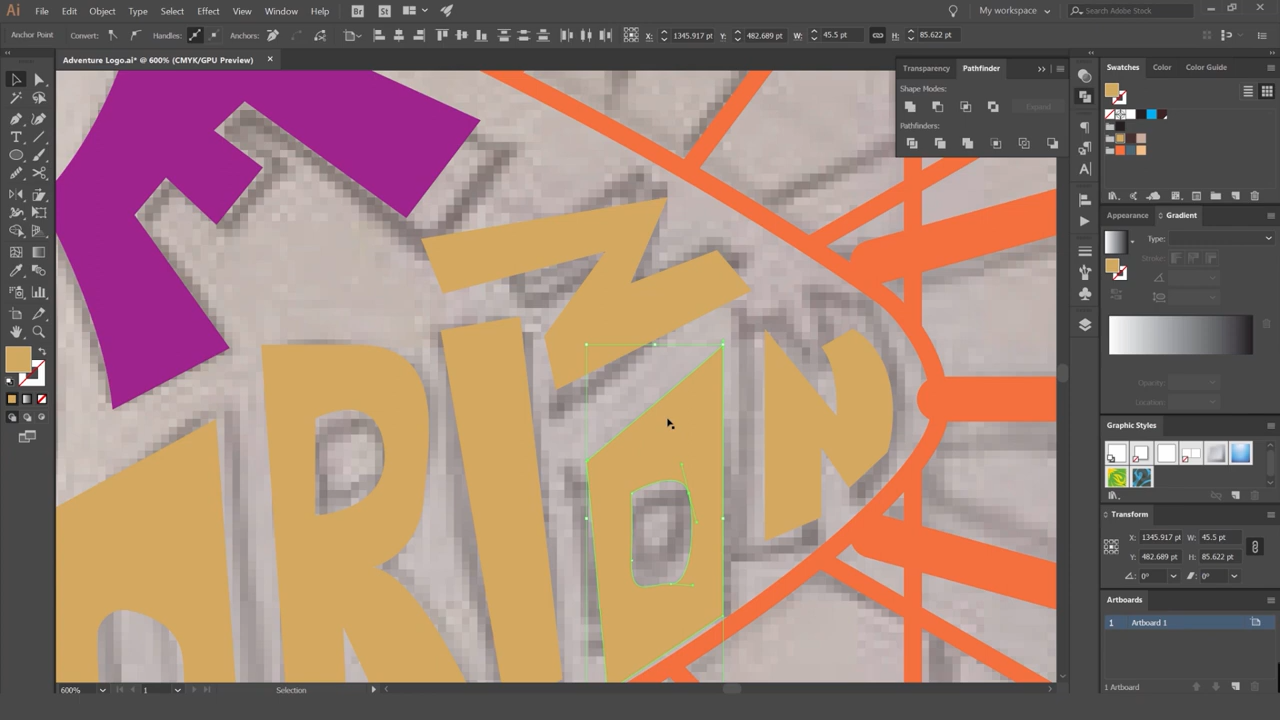 Ai File Edit Object Type Select Effect View Window Help Br St My workspace Search Adobe Stock
Anchor Point Convert: Handles: Anchors: X: 1345.917 pt Y: 482.689 pt W: 45.5 pt H: 85.622 pt
Adventure Logo.ai* @ 600% (CMYK/GPU Preview)
Transparency Pathfinder
Shape Modes:
Expand
Pathfinders:
Swatches Color Color Guide
Appearance Gradient
Type:
Stroke:
Opacity:
Location:
Graphic Styles
Transform
X: 1345.917 pt W: 45.5 pt
Y: 482.689 pt H: 85.622 pt
0° 0°
Artboards
1 Artboard 1
1 Artboard
600% 1 Selection